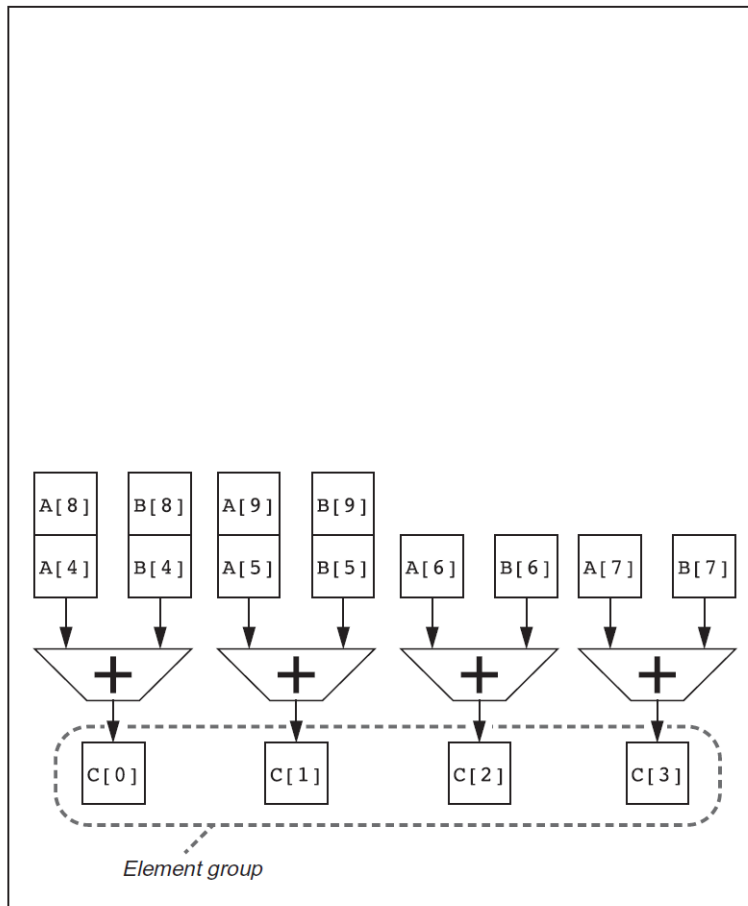 A[8] B[8] A[9] B[9]
A[4] B[4] A[5] B[5] A[6] B[6] A[7] B[7]
+ + + +
C[0] C[1] C[2] C[3]
Element group